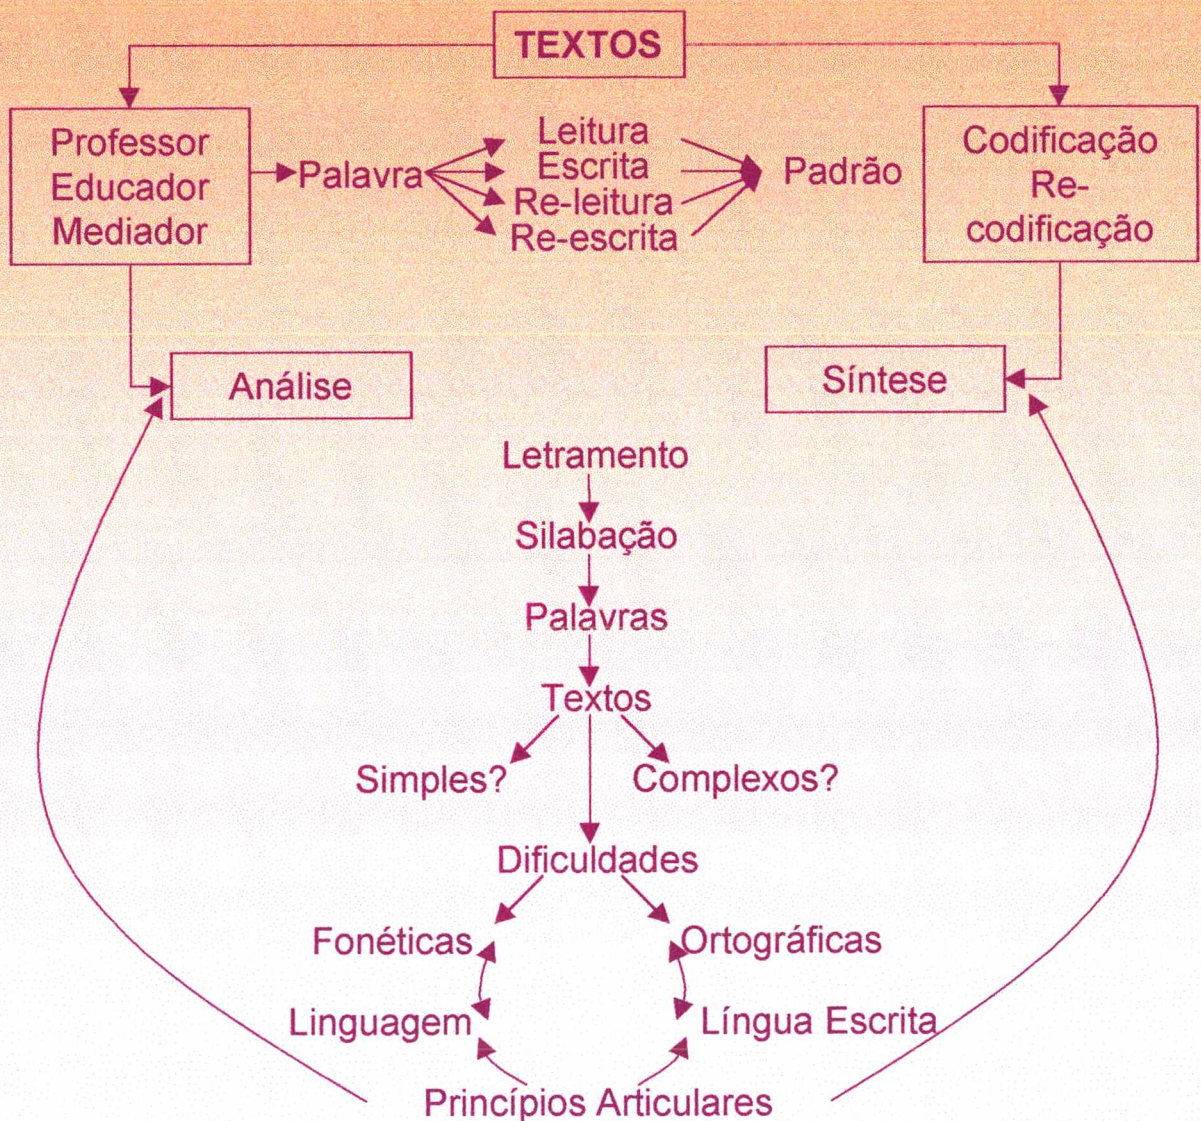 TEXTOS
Professor
Educador
Mediador
Palavra
Leitura
Escrita
Re-leitura
Re-escrita
Padrão
Codificação
Re-
codificação
Análise
Síntese
Letramento
Silabação
Palavras
Textos
Simples?
Complexos?
Dificuldades
Fonéticas
Ortográficas
Linguagem
Língua Escrita
Princípios Articulares